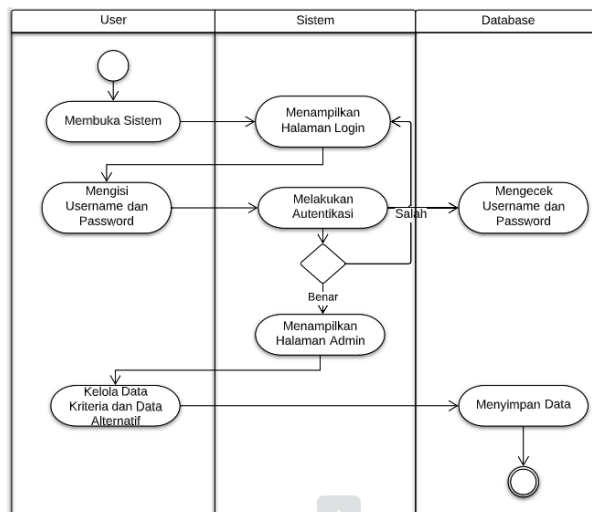 User
Sistem
Database
Membuka Sistem
Menampilkan
Halaman Login
Mengisi
Username dan
Password
Melakukan
Autentikasi
Salah
Mengecek
Username dan
Password
Benar
Menampilkan
Halaman Admin
Kelola Data
Kriteria dan Data
Alternatif
Menyimpan Data